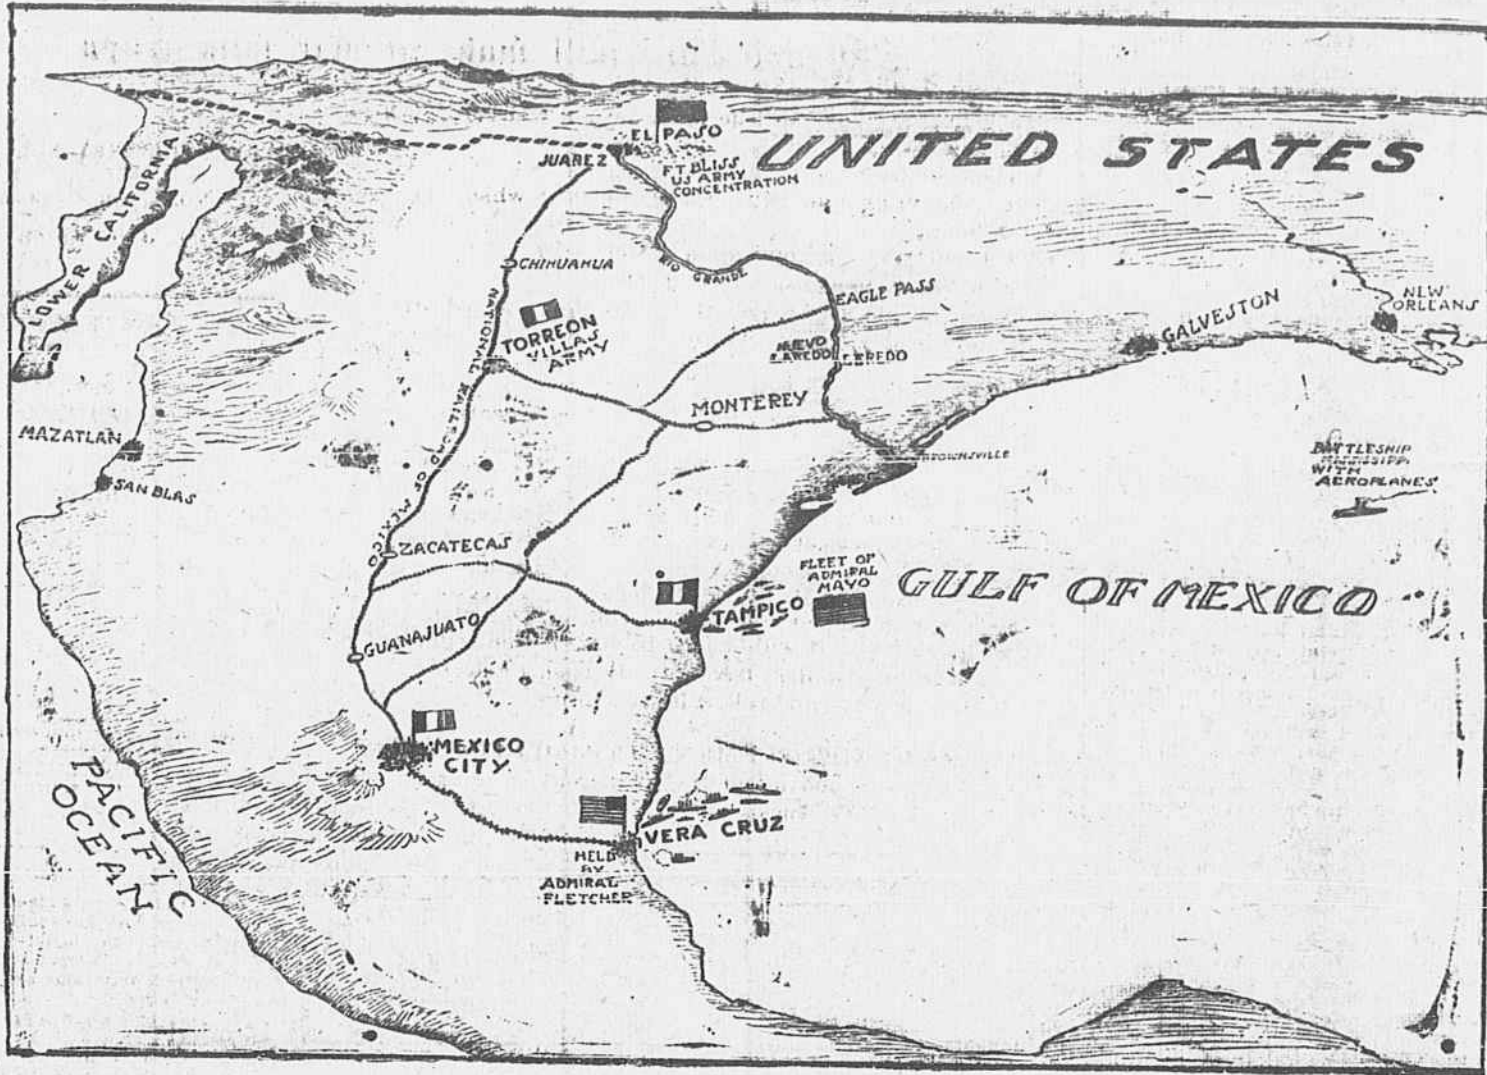 UNITED STATES
EL PASO
JUAREZ
FT BLISS
US ARMY
CONCENTRATION
LOWER CALIFORNIA
CHIHUAHUA
RIO GRANDE
EAGLE PASS
NEW
ORLEANS
GALVESTON
NATIONAL RAILROAD OF MEXICO
TORREON
VILLAS
ARMY
NUEVO
LAREDO
LAREDO
MONTEREY
MAZATLAN
SAN BLAS
BROWNSVILLE
BATTLESHIP
MISSISSIPPI
WITH
AEROPLANES
ZACATECAS
FLEET OF
ADMIRAL
MAYO
GULF OF MEXICO
TAMPICO
GUANAJUATO
MEXICO
CITY
PACIFIC
OCEAN
VERA CRUZ
HELD
BY
ADMIRAL
FLETCHER